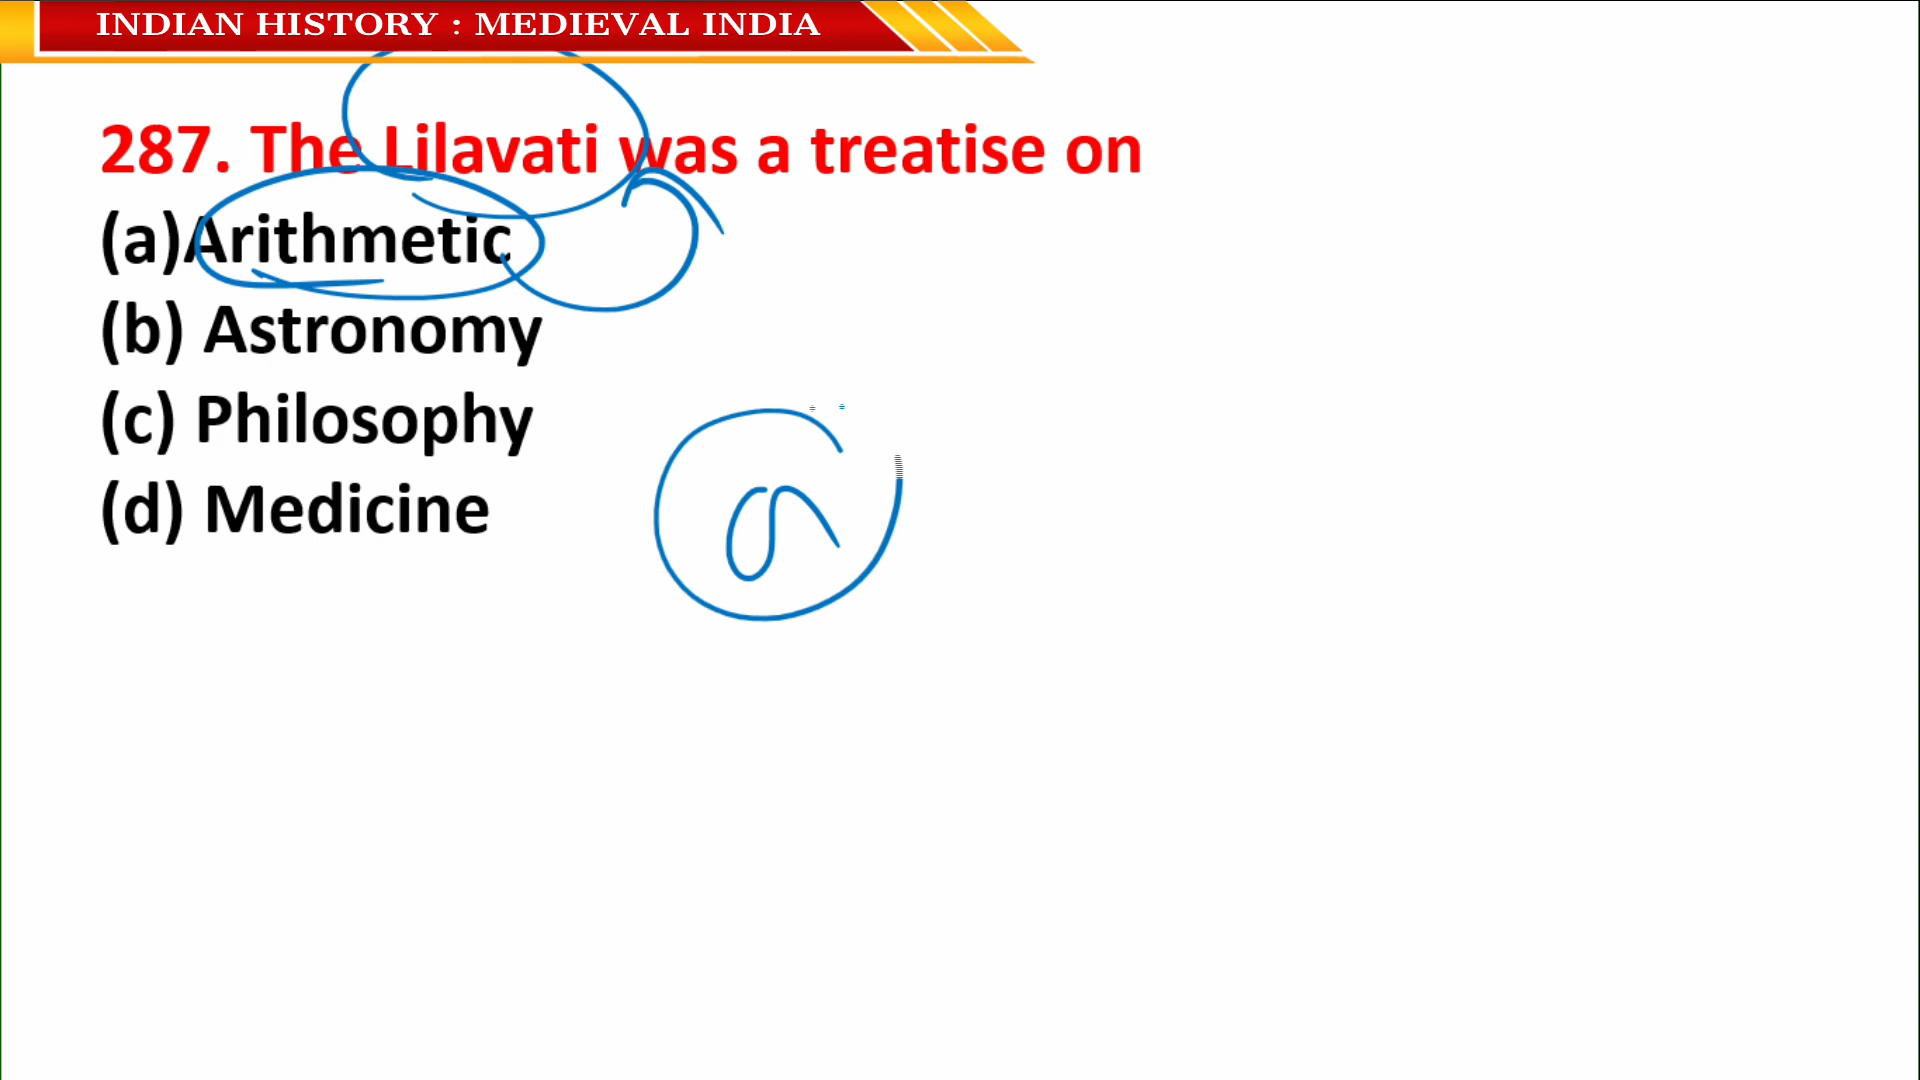 INDIAN HISTORY : MEDIEVAL INDIA
287. The Lilavati was a treatise on
(a)Arithmetic
(b) Astronomy
(c) Philosophy
(d) Medicine
a